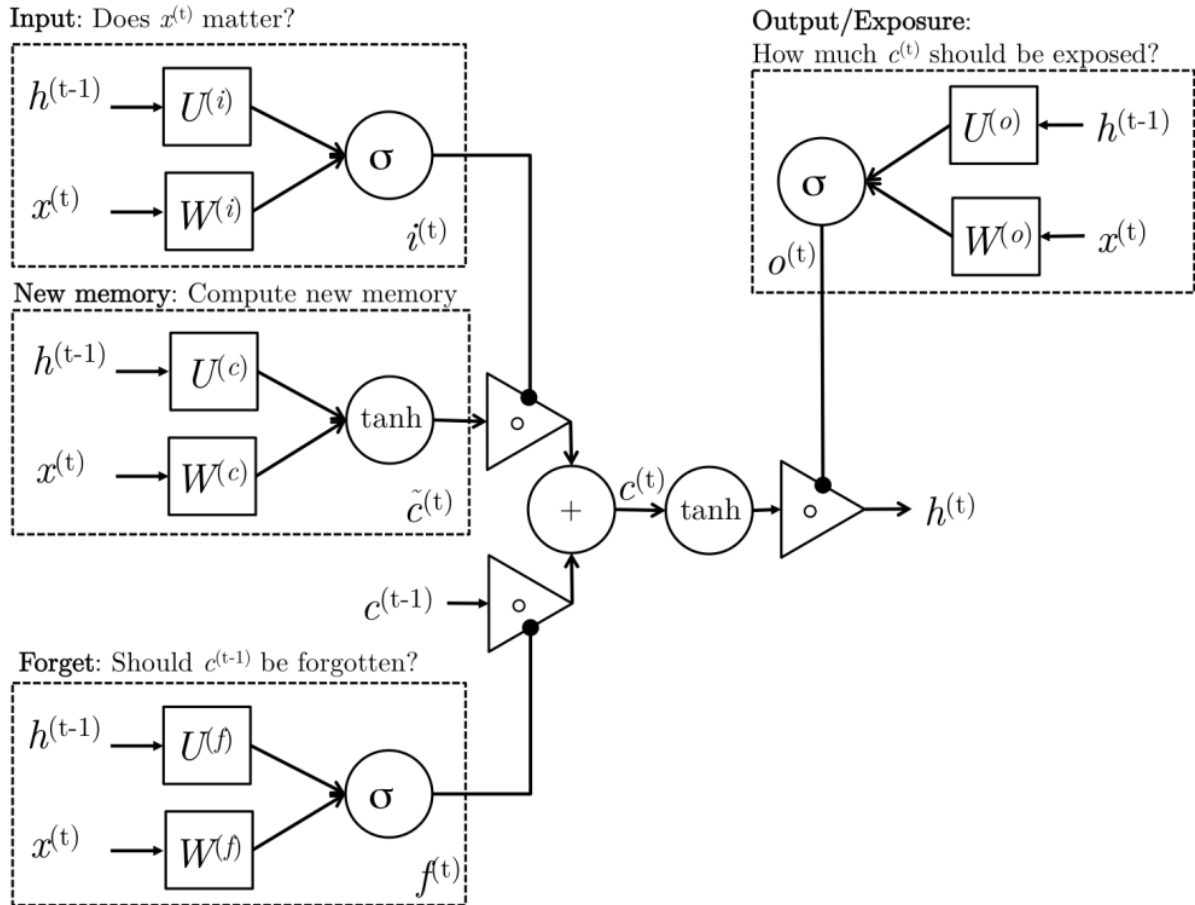 Input: Does x^(t) matter?
h^(t-1)
U^(i)
σ
x^(t)
W^(i)
i^(t)
New memory: Compute new memory
h^(t-1)
U^(c)
tanh
x^(t)
W^(c)
c̃^(t)
Output/Exposure:
How much c^(t) should be exposed?
U^(o)
h^(t-1)
σ
W^(o)
x^(t)
o^(t)
+
c^(t)
tanh
h^(t)
c^(t-1)
Forget: Should c^(t-1) be forgotten?
h^(t-1)
U^(f)
σ
x^(t)
W^(f)
f^(t)